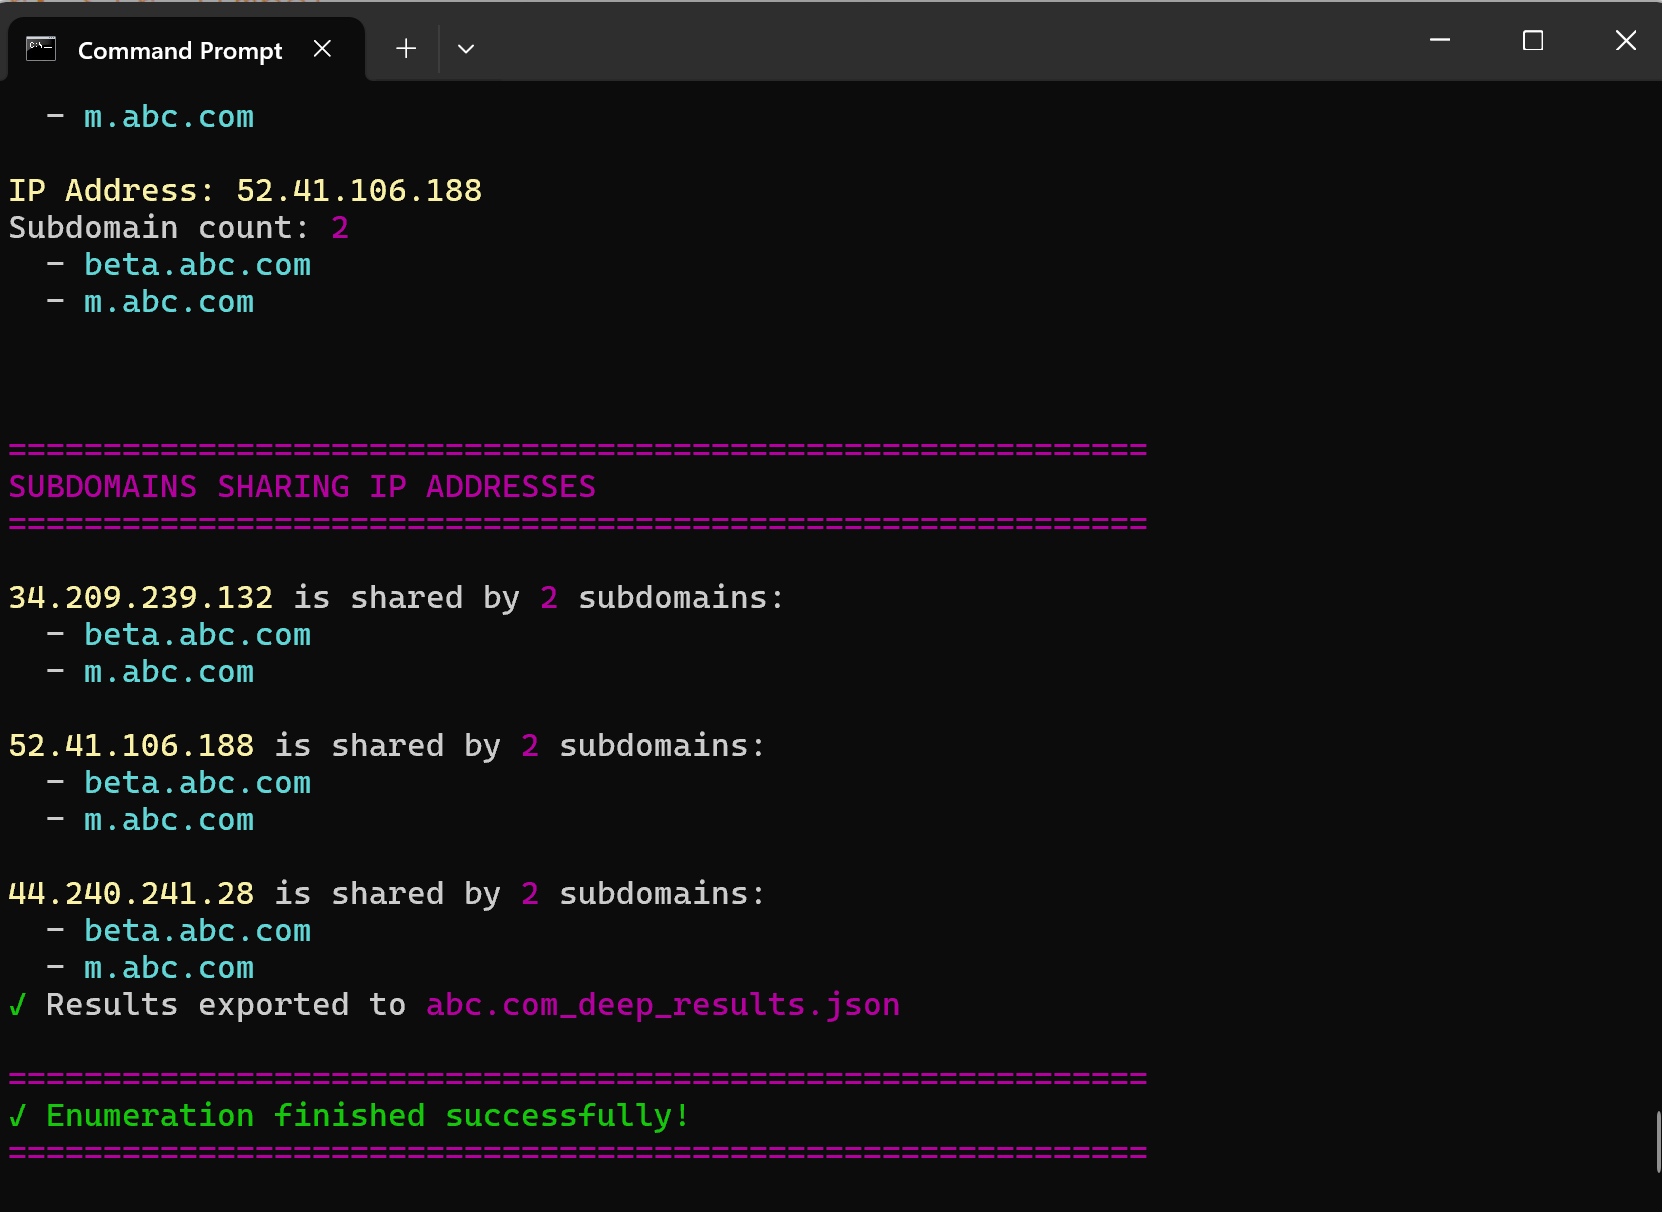 Command Prompt
- m.abc.com
IP Address: 52.41.106.188
Subdomain count: 2
- beta.abc.com
- m.abc.com
============================================================
SUBDOMAINS SHARING IP ADDRESSES
============================================================
34.209.239.132 is shared by 2 subdomains:
- beta.abc.com
- m.abc.com
52.41.106.188 is shared by 2 subdomains:
- beta.abc.com
- m.abc.com
44.240.241.28 is shared by 2 subdomains:
- beta.abc.com
- m.abc.com
√ Results exported to abc.com_deep_results.json
============================================================
√ Enumeration finished successfully!
============================================================